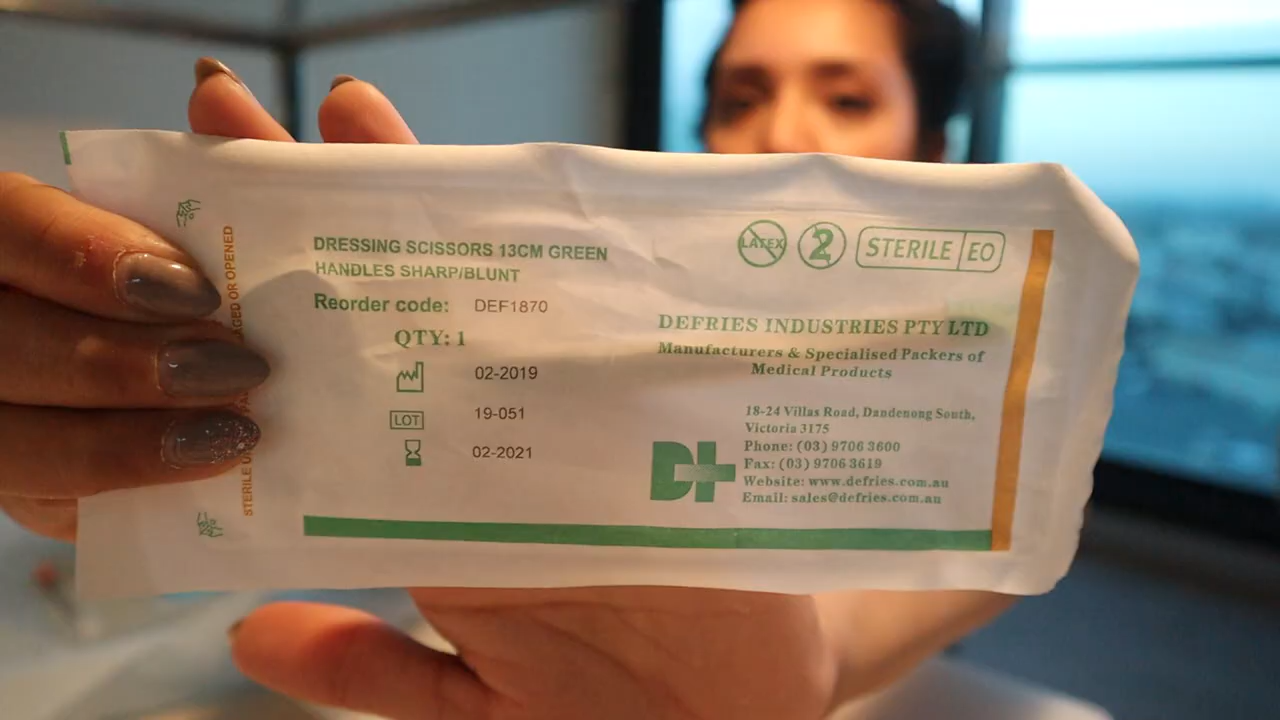 DRESSING SCISSORS 13CM GREEN
HANDLES SHARP/BLUNT
Reorder code: DEF1870
QTY: 1
02-2019
LOT 19-051
02-2021
LATEX
2
STERILE EO
DEFRIES INDUSTRIES PTY LTD
Manufacturers & Specialised Packers of
Medical Products
18-24 Villas Road, Dandenong South,
Victoria 3175
Phone: (03) 9706 3600
Fax: (03) 9706 3619
Website: www.defries.com.au
Email: sales@defries.com.au
STERILE OR OPENED